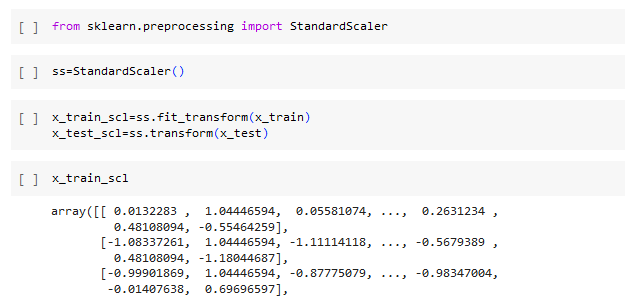 [ ] from sklearn.preprocessing import StandardScaler
[ ] ss=StandardScaler()
[ ] x_train_scl=ss.fit_transform(x_train)
x_test_scl=ss.transform(x_test)
[ ] x_train_scl
array([[ 0.0132283 ,  1.04446594,  0.05581074, ...,  0.2631234 ,
         0.48108094, -0.55464259],
       [-1.08337261,  1.04446594, -1.11114118, ..., -0.5679389 ,
         0.48108094, -1.18044687],
       [-0.99901869,  1.04446594, -0.87775079, ..., -0.98347004,
        -0.01407638,  0.69696597],